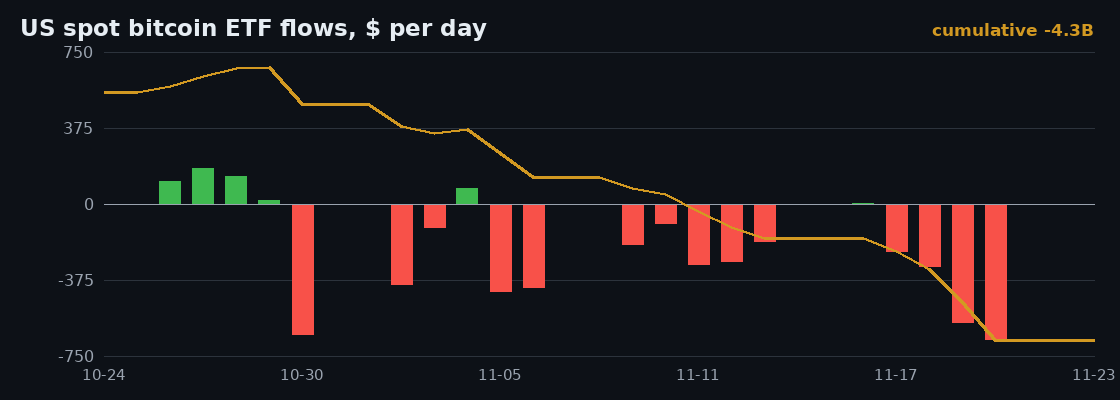 US spot bitcoin ETF flows, $ per day
cumulative -4.3B
750
375
0
-375
-750
10-24 10-30 11-05 11-11 11-17 11-23